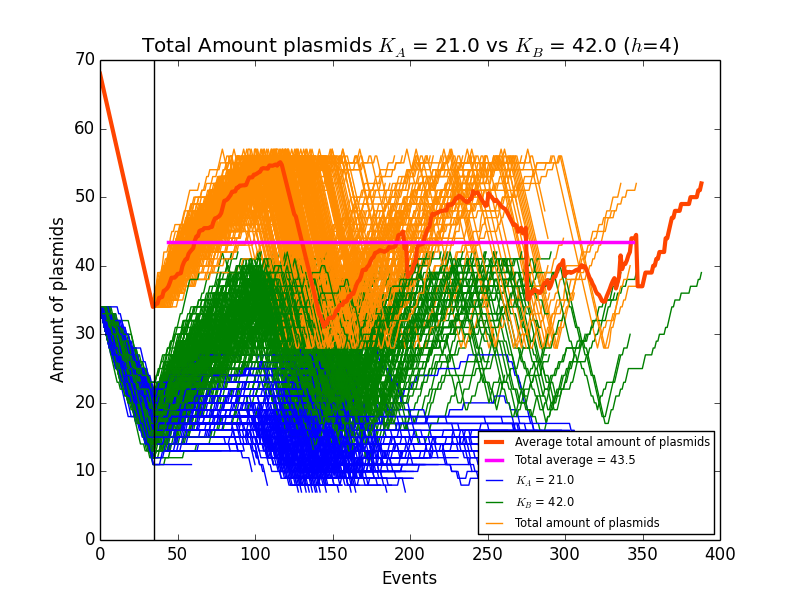 Total Amount plasmids K_A = 21.0 vs K_B = 42.0 (h=4)
70
60
50
40
30
20
10
0
Amount of plasmids
Average total amount of plasmids
Total average = 43.5
K_A = 21.0
K_B = 42.0
Total amount of plasmids
0 50 100 150 200 250 300 350 400
Events